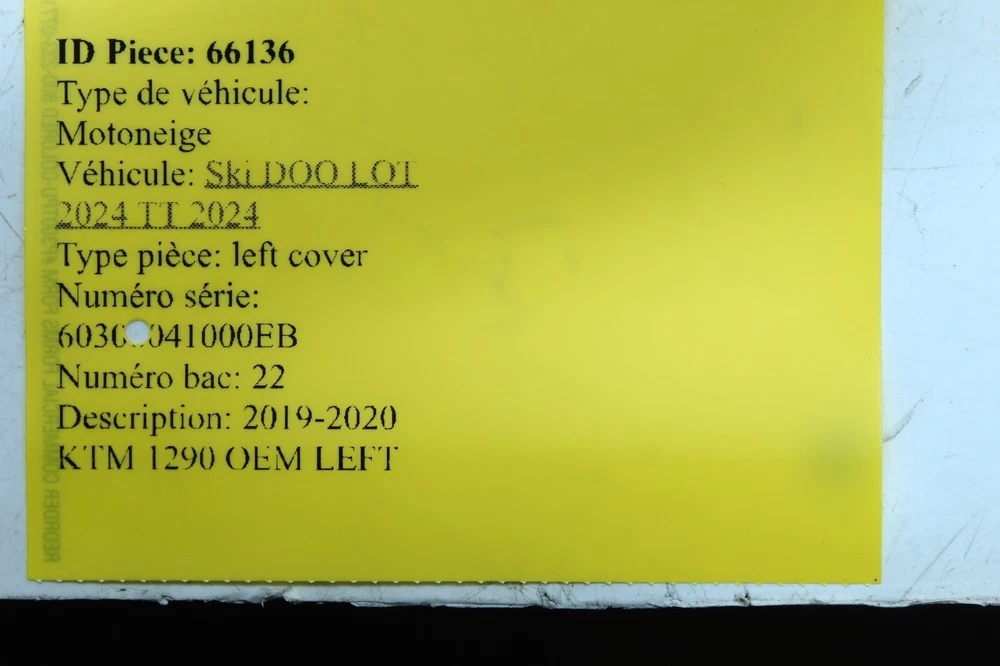 ID Piece: 66136
Type de véhicule:
Motoneige
Véhicule: Ski DOO LOT
2024 TT 2024
Type pièce: left cover
Numéro série:
Numéro bac: 22
Description: 2019-2020
KTM 1290 OEM LEFT